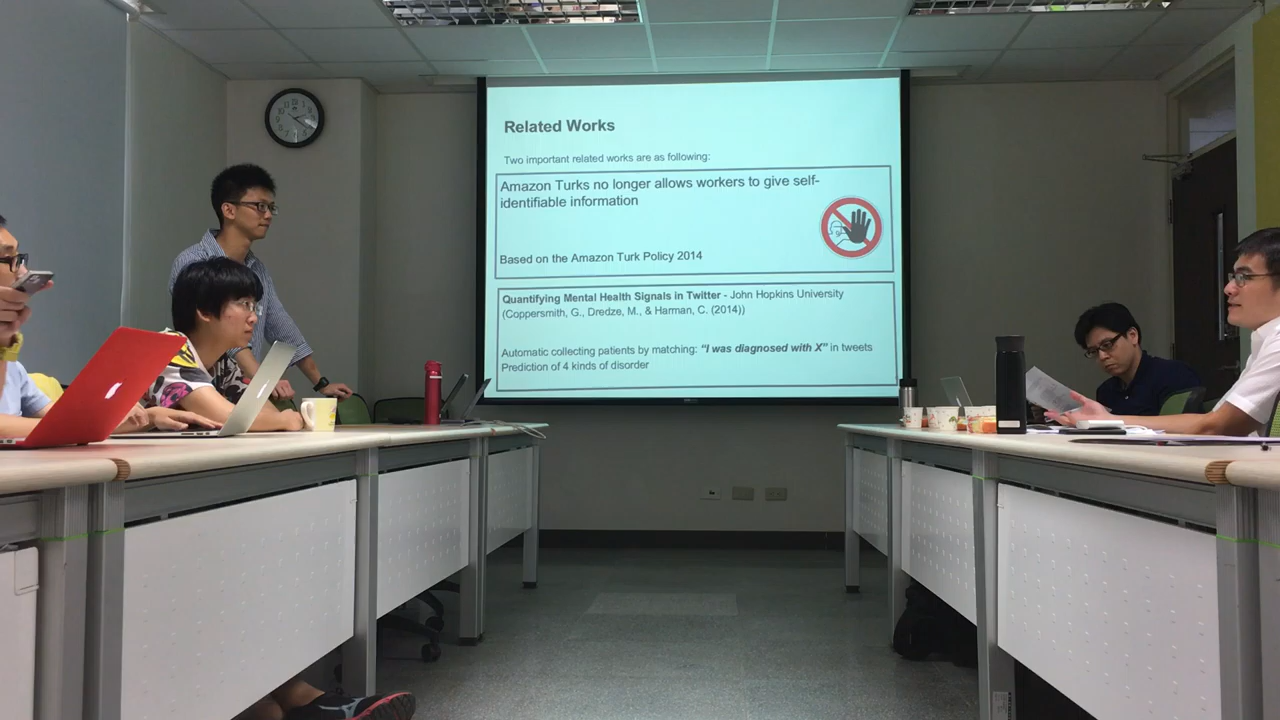 Related Works
Two important related works are as following:
Amazon Turks no longer allows workers to give self-
identifiable information
Based on the Amazon Turk Policy 2014
Quantifying Mental Health Signals in Twitter - John Hopkins University
(Coppersmith, G., Dredze, M., & Harman, C. (2014))
Automatic collecting patients by matching: “I was diagnosed with X” in tweets
Prediction of 4 kinds of disorder